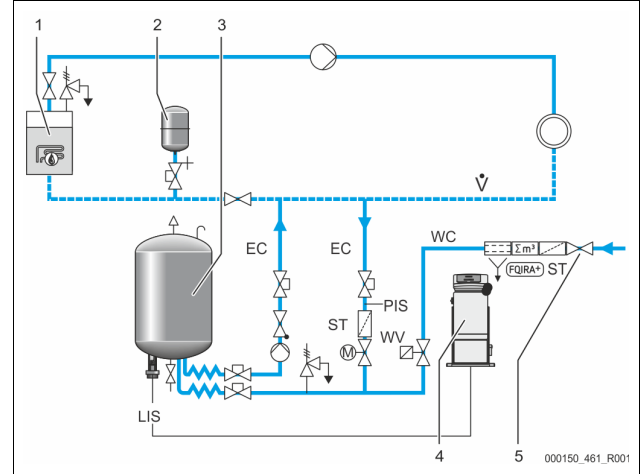 1
2
3
V̇
EC
EC
WC
Σm³
FQIRA+
ST
PIS
ST
WV
M
LIS
4
5
000150_461_R001